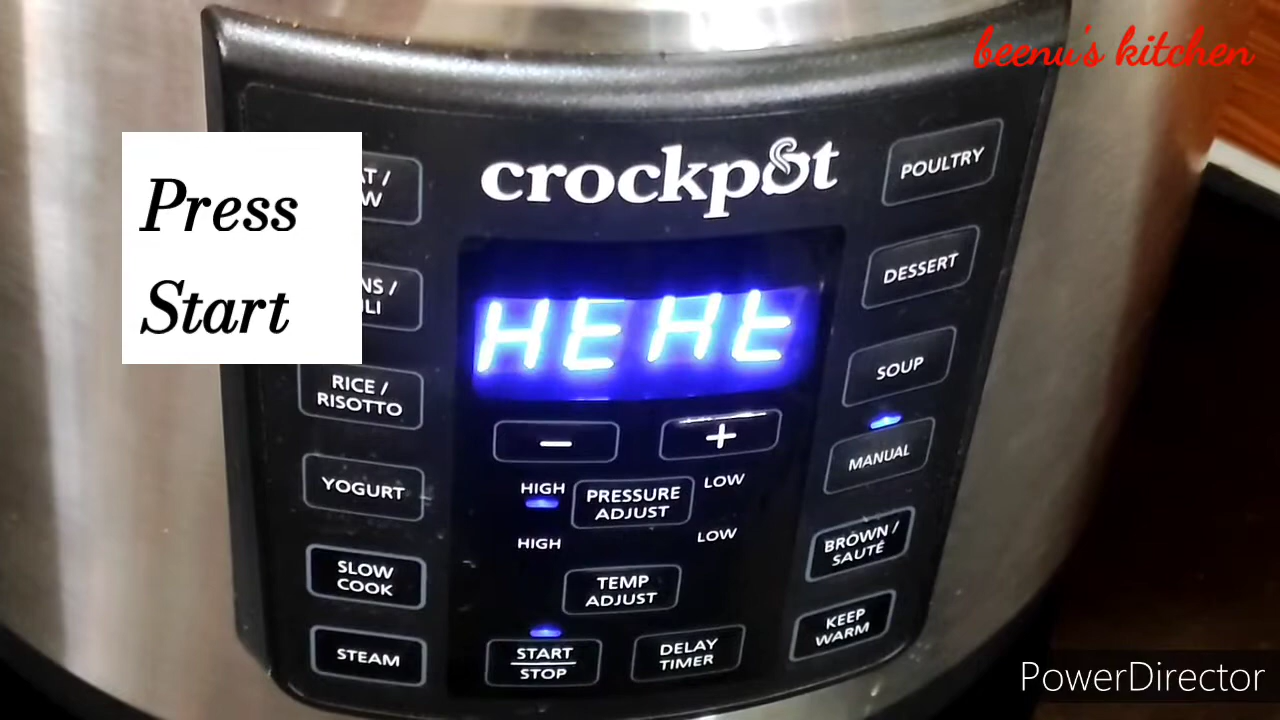 beenu's kitchen
Press
Start
crockpot
POULTRY
DESSERT
SOUP
MANUAL
BROWN /
SAUTÉ
KEEP
WARM
HEHE
− +
HIGH PRESSURE ADJUST LOW
HIGH LOW
TEMP
ADJUST
START
STOP
DELAY
TIMER
RICE /
RISOTTO
YOGURT
SLOW
COOK
STEAM
PowerDirector